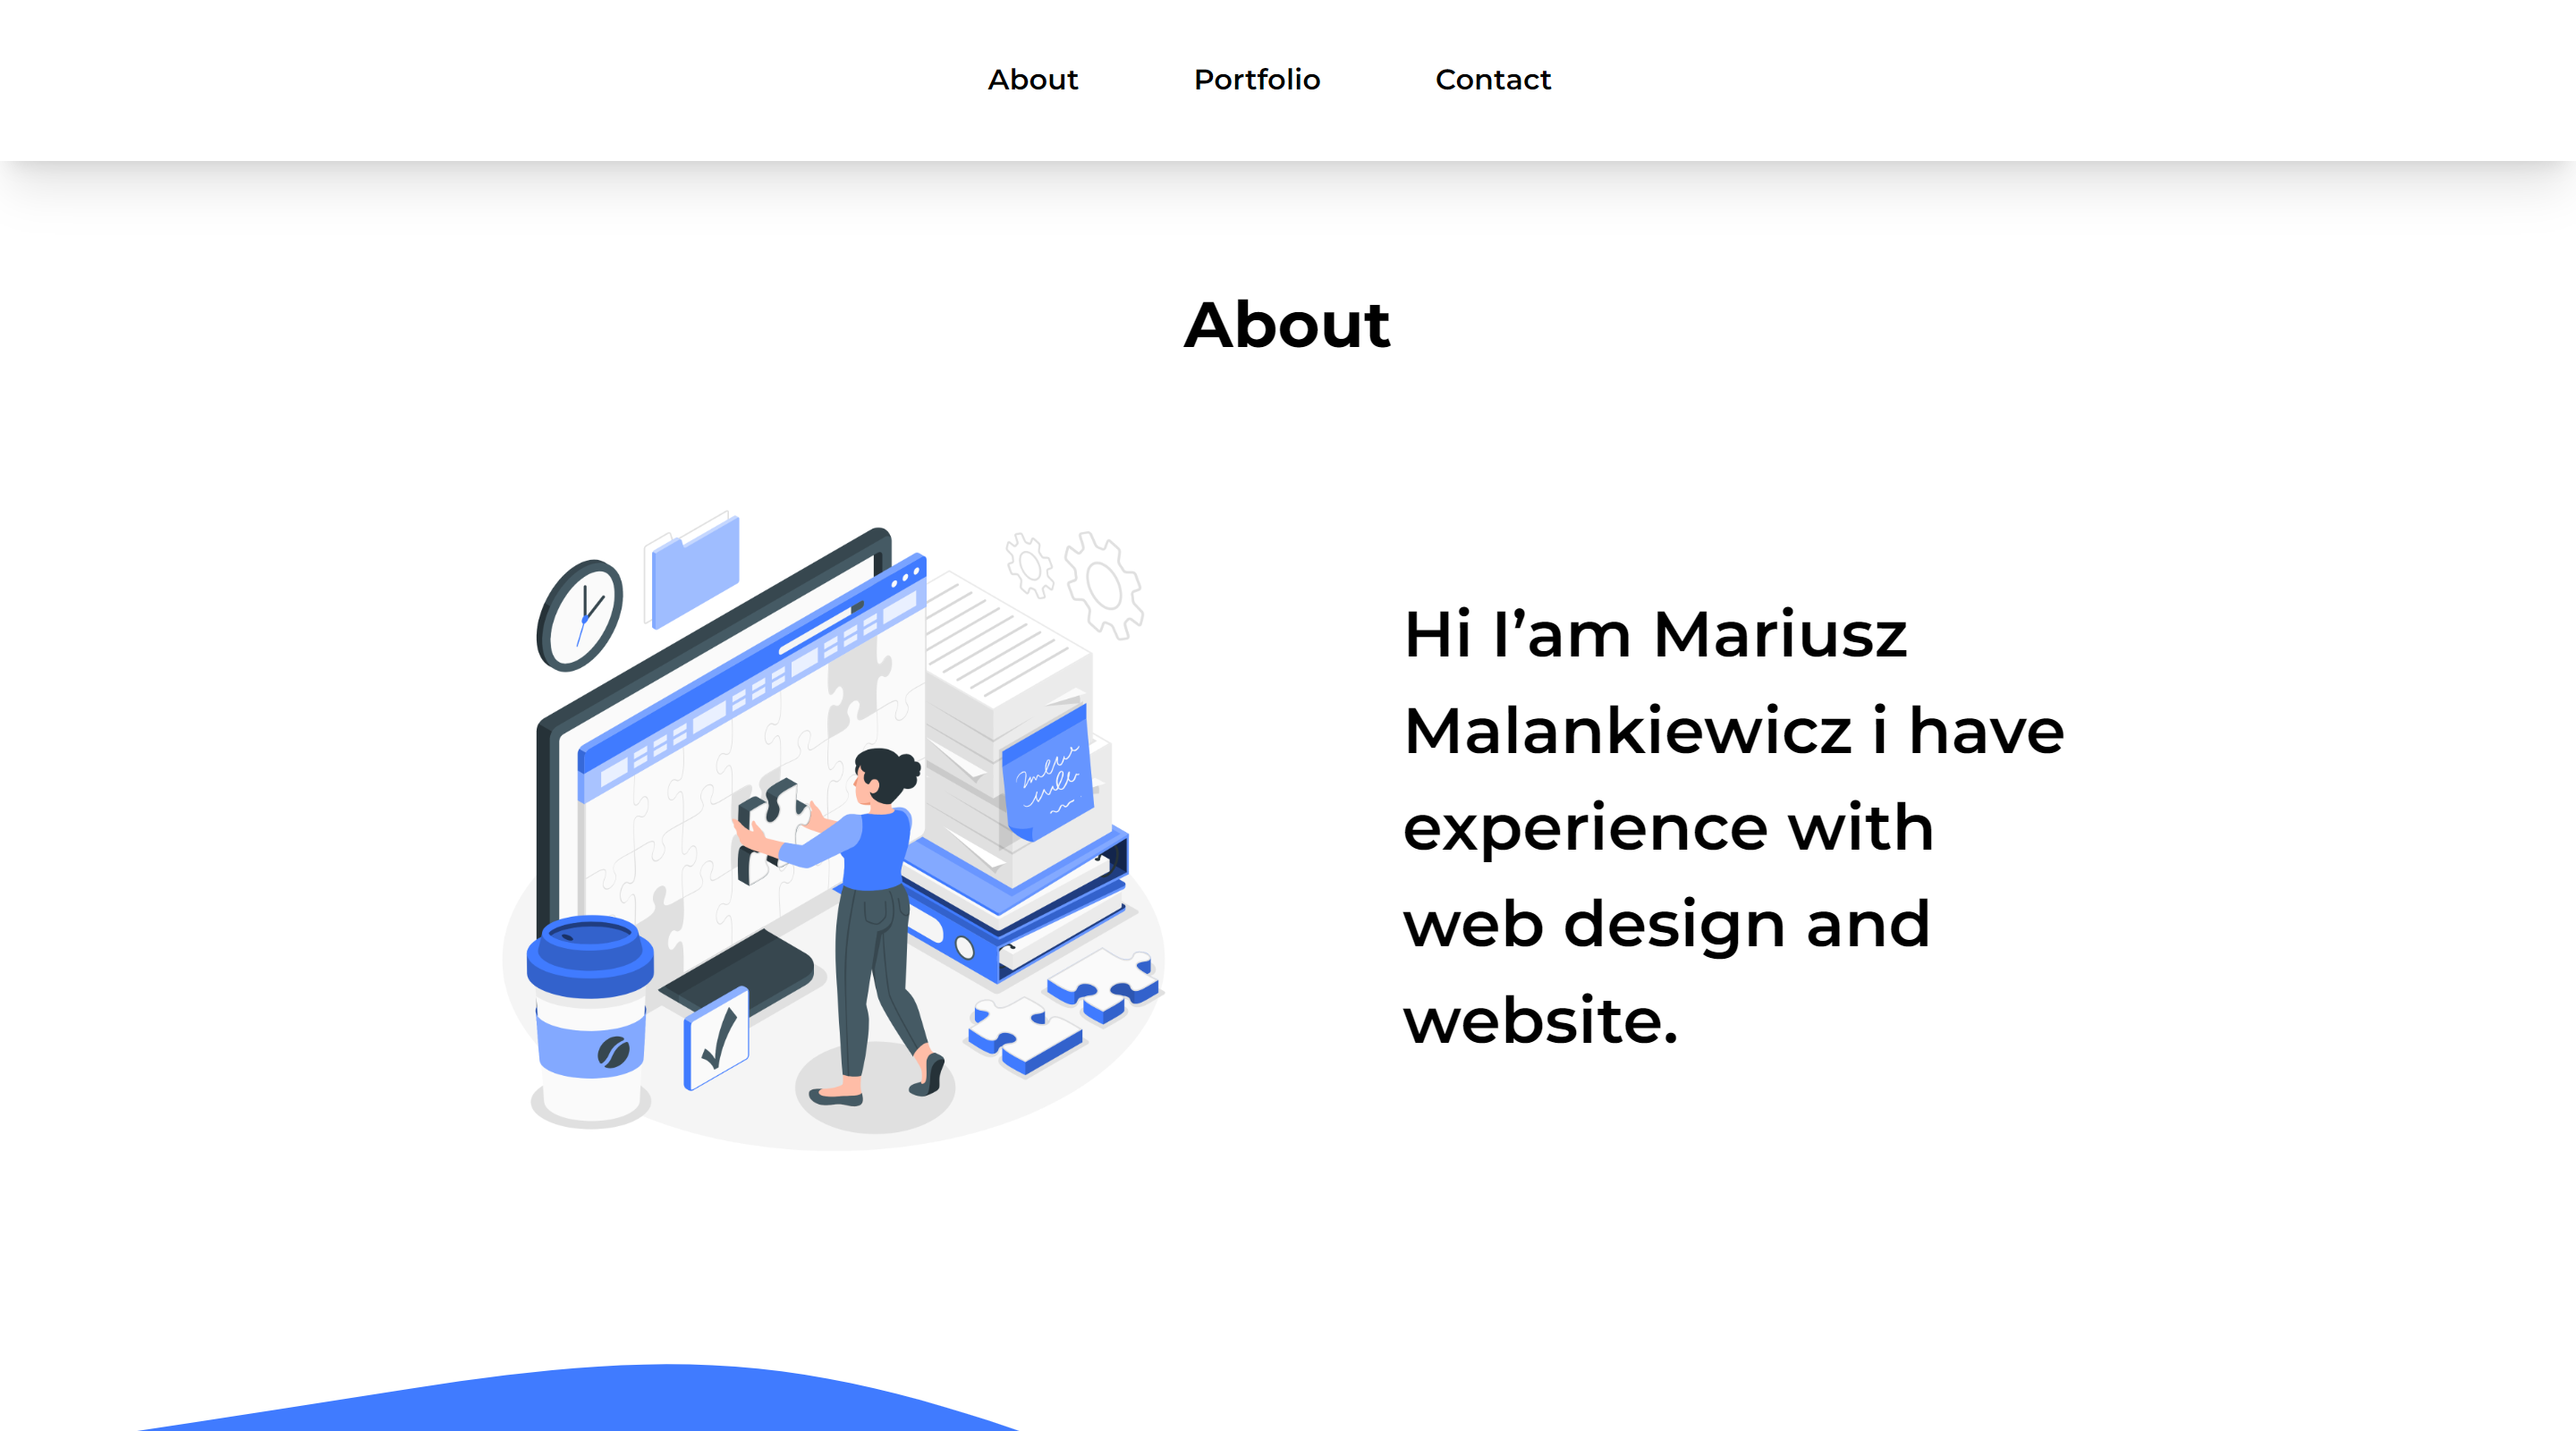 About Portfolio Contact
About
Hi I’am Mariusz
Malankiewicz i have
experience with
web design and
website.